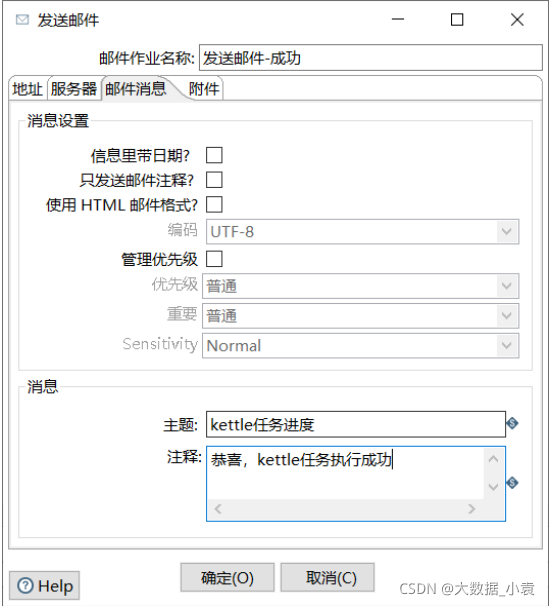 发送邮件
邮件作业名称: 发送邮件-成功
地址 服务器 邮件消息 附件
消息设置
信息里带日期?
只发送邮件注释?
使用 HTML 邮件格式?
编码 UTF-8
管理优先级
优先级 普通
重要 普通
Sensitivity Normal
消息
主题: kettle任务进度
注释: 恭喜，kettle任务执行成功
Help 确定(O) 取消(C)
CSDN @大数据_小袁